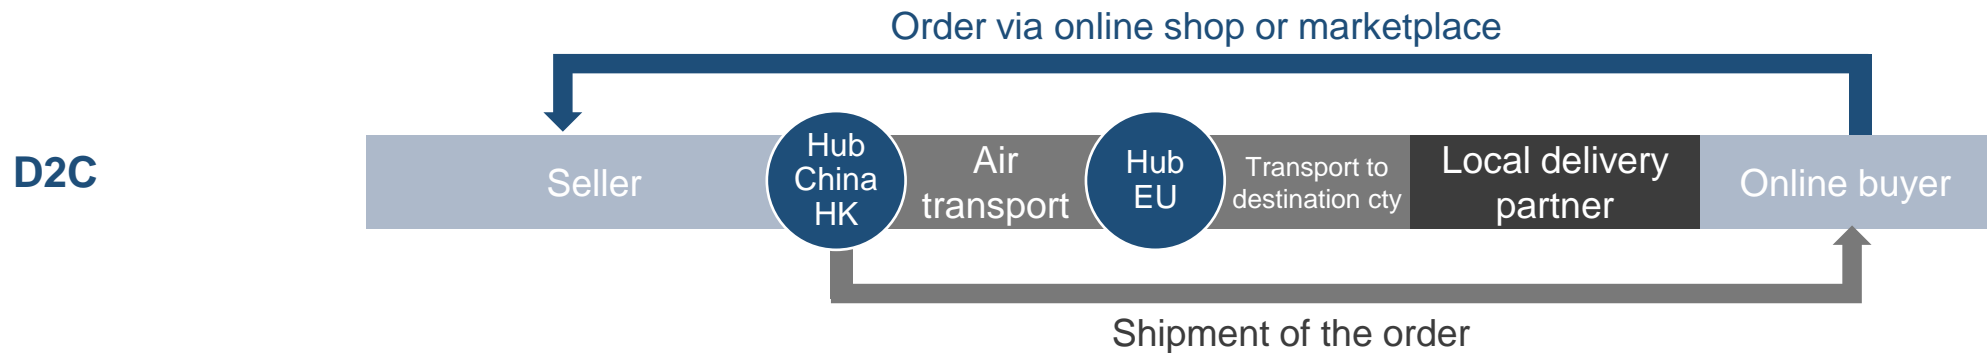 Order via online shop or marketplace
D2C
Seller
Hub
China
HK
Air
transport
Hub
EU
Transport to
destination cty
Local delivery
partner
Online buyer
Shipment of the order